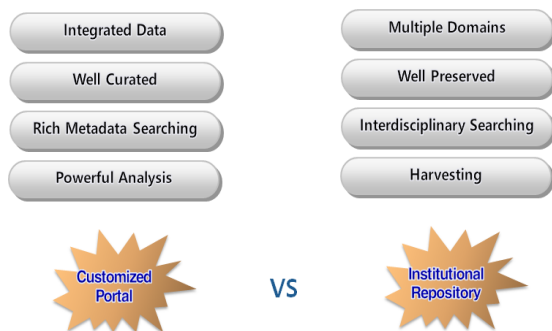 Integrated Data
Well Curated
Rich Metadata Searching
Powerful Analysis
Customized
Portal
vs
Multiple Domains
Well Preserved
Interdisciplinary Searching
Harvesting
Institutional
Repository